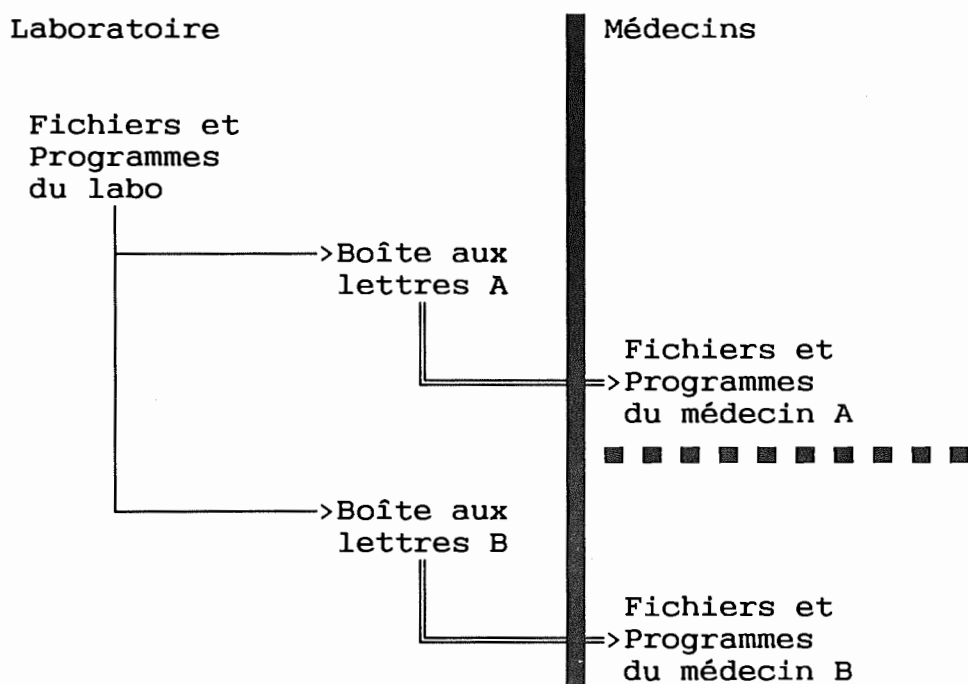 Laboratoire
Médecins
Fichiers et
Programmes
du labo
>Boîte aux
lettres A
Fichiers et
>Programmes
du médecin A
>Boîte aux
lettres B
Fichiers et
>Programmes
du médecin B